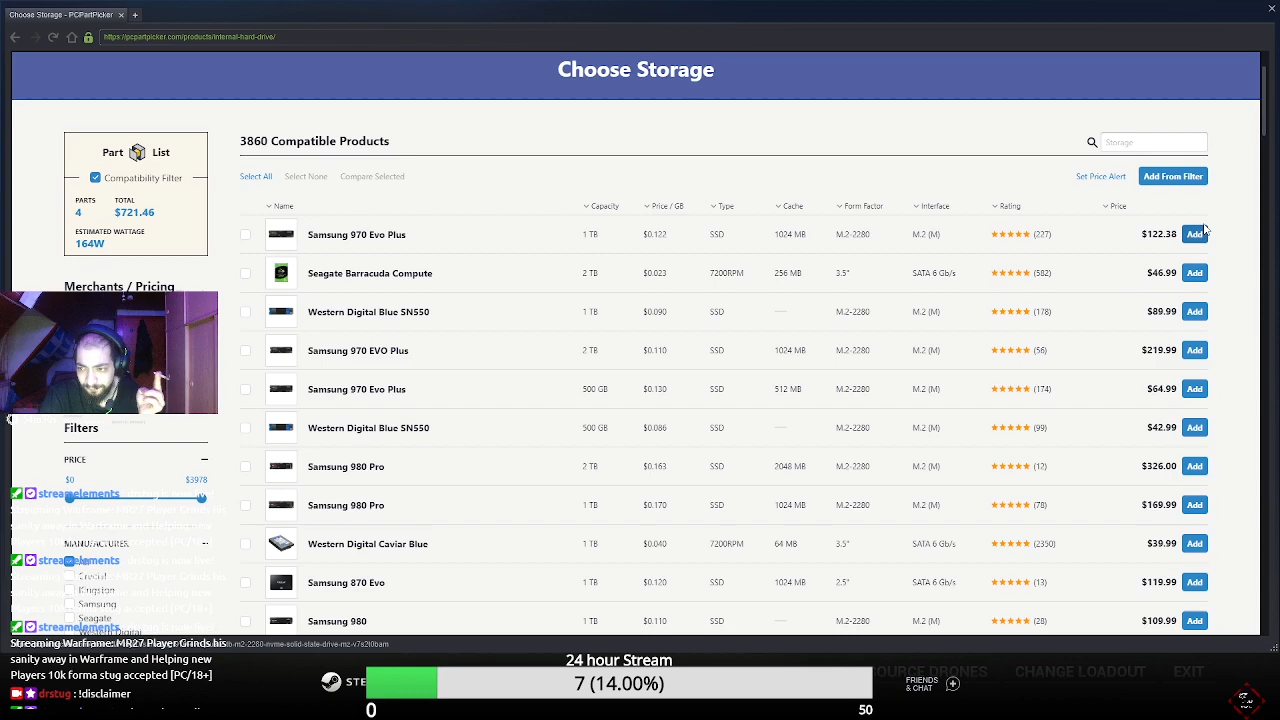 Choose Storage - PCPartPicker
https://pcpartpicker.com/products/internal-hard-drive/
Choose Storage
Part List
Compatibility Filter
PARTS TOTAL
4 $721.46
ESTIMATED WATTAGE
164W
Merchants / Pricing
Filters
PRICE
$0 $3978
MANUFACTURER
All
Samsung
Seagate
Western Digital
3860 Compatible Products
Storage
Select All Select None Compare Selected Set Price Alert Add From Filter
Name Capacity Price / GB Type Cache Form Factor Interface Rating Price
Samsung 970 Evo Plus 1 TB $0.122 SSD 1024 MB M.2-2280 M.2 (M) (227) $122.38 Add
Seagate Barracuda Compute 2 TB $0.023 7200RPM 256 MB 3.5" SATA 6 Gb/s (582) $46.99 Add
Western Digital Blue SN550 1 TB $0.090 SSD M.2-2280 M.2 (M) (178) $89.99 Add
Samsung 970 EVO Plus 2 TB $0.110 SSD 1024 MB M.2-2280 M.2 (M) (56) $219.99 Add
Samsung 970 Evo Plus 500 GB $0.130 SSD 512 MB M.2-2280 M.2 (M) (174) $64.99 Add
Western Digital Blue SN550 500 GB $0.086 SSD M.2-2280 M.2 (M) (99) $42.99 Add
Samsung 980 Pro 2 TB $0.163 SSD 2048 MB M.2-2280 M.2 (M) (12) $326.00 Add
Samsung 980 Pro 1 TB $0.170 SSD 1024 MB M.2-2280 M.2 (M) (78) $169.99 Add
Western Digital Caviar Blue 1 TB $0.040 7200RPM 64 MB 3.5" SATA 6 Gb/s (2350) $39.99 Add
Samsung 870 Evo 1 TB $0.120 SSD 1024 MB 2.5" SATA 6 Gb/s (13) $119.99 Add
Samsung 980 1 TB $0.110 SSD M.2-2280 M.2 (M) (28) $109.99 Add
streamelements
streamelements
streamelements
Streaming Warframe: MR27 Player Grinds his
sanity away in Warframe and Helping new
Players 10k forma stug accepted [PC/18+]
drstug : !disclaimer
STE
24 hour Stream
7 (14.00%)
0 50
FRIENDS
& CHAT
OURCE DRONES CHANGE LOADOUT EXIT